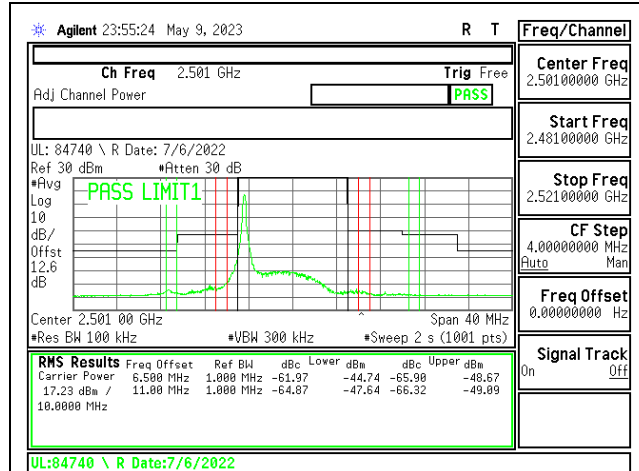 Agilent 23:55:24 May 9, 2023 R T
Freq/Channel
Ch Freq 2.501 GHz Trig Free
Adj Channel Power PASS
Center Freq
2.50100000 GHz
Start Freq
2.48100000 GHz
UL: 84740 \ R Date: 7/6/2022
Ref 30 dBm #Atten 30 dB
#Avg
Log
10
dB/
Offst
12.6
dB
PASS LIMIT1
Stop Freq
2.52100000 GHz
CF Step
4.00000000 MHz
Auto Man
Freq Offset
0.00000000 Hz
Center 2.501 00 GHz Span 40 MHz
#Res BW 100 kHz #VBW 300 kHz #Sweep 2 s (1001 pts)
Signal Track
On Off
RMS Results Freq Offset Ref BW dBc Lower dBm dBc Upper dBm
Carrier Power 6.500 MHz 1.000 MHz -61.97 -44.74 -65.90 -48.67
17.23 dBm / 11.00 MHz 1.000 MHz -64.87 -47.64 -66.32 -49.09
10.0000 MHz
UL:84740 \ R Date:7/6/2022